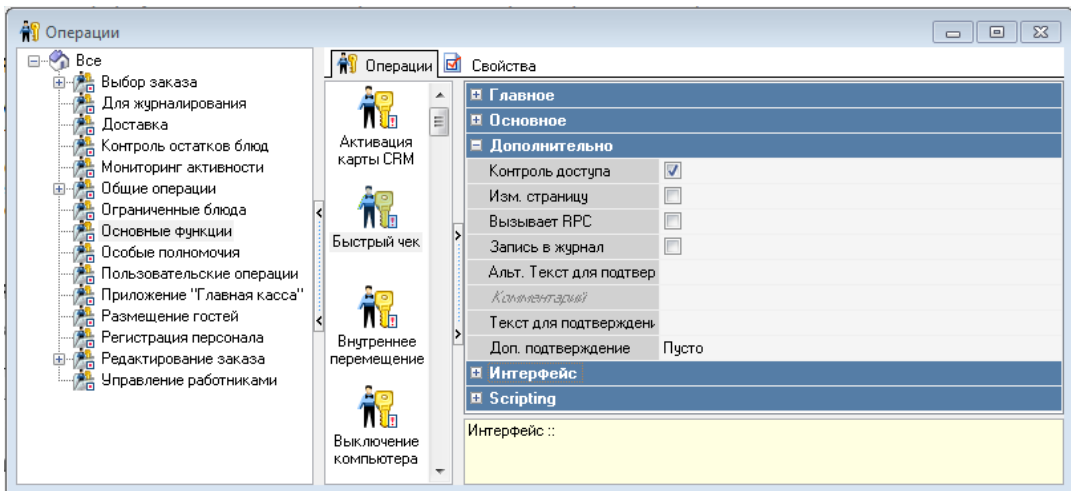 Операции
Все
Выбор заказа
Для журналирования
Доставка
Контроль остатков блюд
Мониторинг активности
Общие операции
Ограниченные блюда
Основные функции
Особые полномочия
Пользовательские операции
Приложение "Главная касса"
Размещение гостей
Регистрация персонала
Редактирование заказа
Управление работниками
Операции
Свойства
Активация
карты CRM
Быстрый чек
Внутреннее
перемещение
Выключение
компьютера
Главное
Основное
Дополнительно
Контроль доступа
Изм. страницу
Вызывает RPC
Запись в журнал
Альт. Текст для подтвер
Комментарий
Текст для подтвержден
Доп. подтверждение Пусто
Интерфейс
Scripting
Интерфейс ::